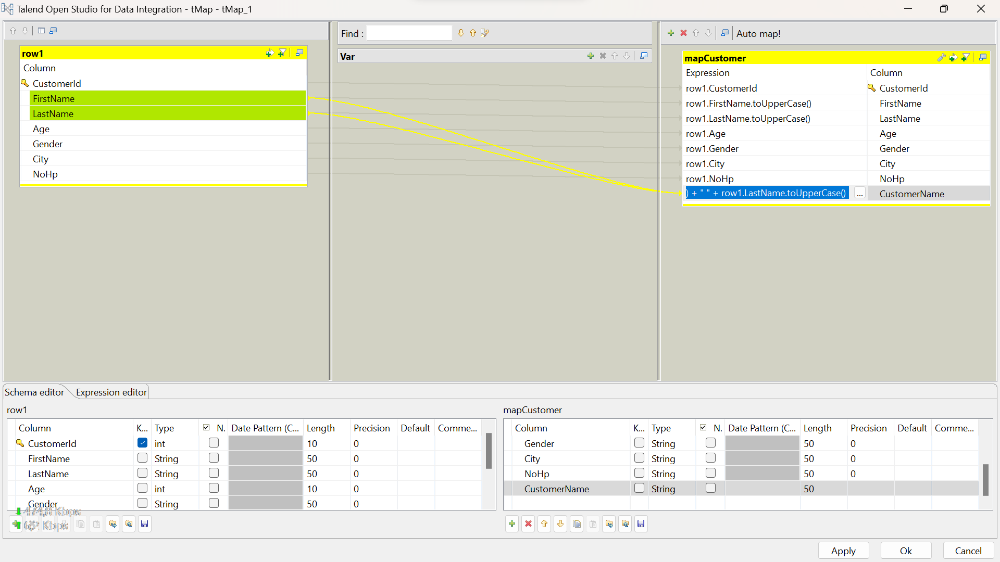 Talend Open Studio for Data Integration - tMap - tMap_1
Find :
Auto map!
row1
Column
CustomerId
FirstName
LastName
Age
Gender
City
NoHp
Var
mapCustomer
Expression Column
row1.CustomerId CustomerId
row1.FirstName.toUpperCase() FirstName
row1.LastName.toUpperCase() LastName
row1.Age Age
row1.Gender Gender
row1.City City
row1.NoHp NoHp
) + " " + row1.LastName.toUpperCase() ... CustomerName
Schema editor Expression editor
row1
Column K... Type N. Date Pattern (C... Length Precision Default Comme...
CustomerId int 10 0
FirstName String 50 0
LastName String 50 0
Age int 10 0
Gender String 50 0
Kbps
Kbps
mapCustomer
Column K... Type N. Date Pattern (C... Length Precision Default Comme...
Gender String 50 0
City String 50 0
NoHp String 50 0
CustomerName String 50
Apply Ok Cancel